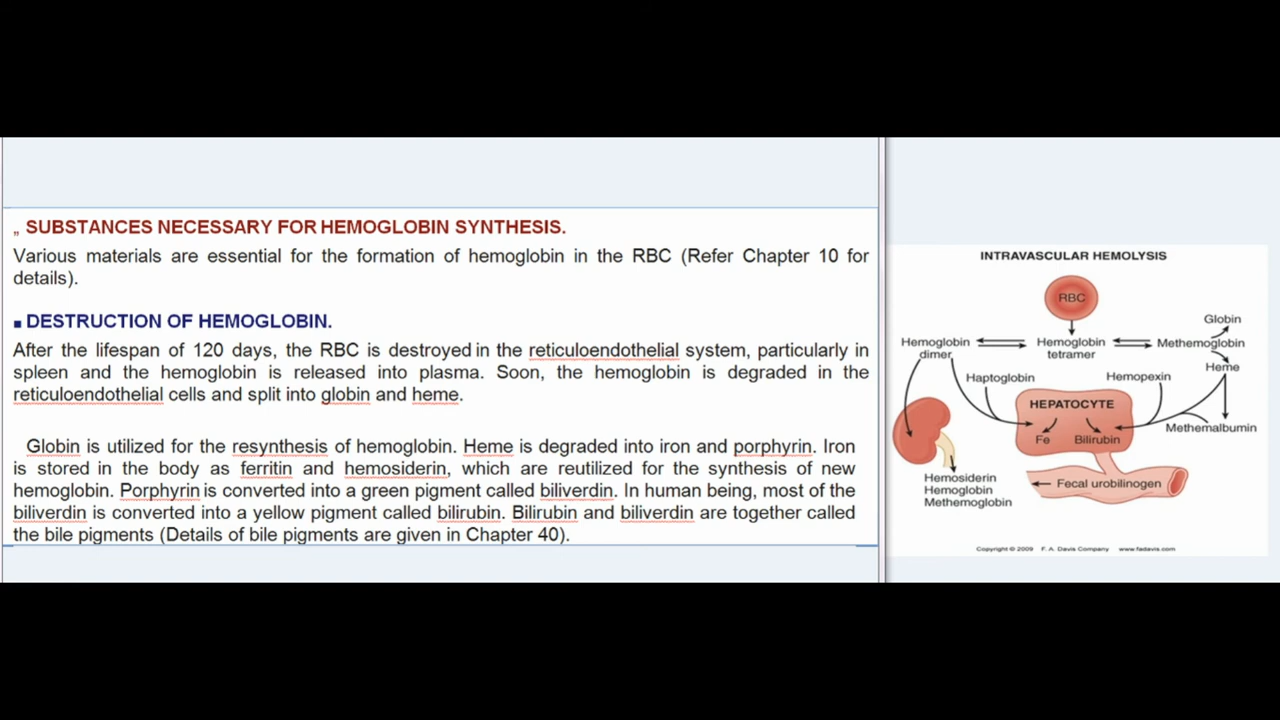 „ SUBSTANCES NECESSARY FOR HEMOGLOBIN SYNTHESIS.
Various materials are essential for the formation of hemoglobin in the RBC (Refer Chapter 10 for
details).
■ DESTRUCTION OF HEMOGLOBIN.
After the lifespan of 120 days, the RBC is destroyed in the reticuloendothelial system, particularly in
spleen and the hemoglobin is released into plasma. Soon, the hemoglobin is degraded in the
reticuloendothelial cells and split into globin and heme.
Globin is utilized for the resynthesis of hemoglobin. Heme is degraded into iron and porphyrin. Iron
is stored in the body as ferritin and hemosiderin, which are reutilized for the synthesis of new
hemoglobin. Porphyrin is converted into a green pigment called biliverdin. In human being, most of the
biliverdin is converted into a yellow pigment called bilirubin. Bilirubin and biliverdin are together called
the bile pigments (Details of bile pigments are given in Chapter 40).
INTRAVASCULAR HEMOLYSIS
RBC
Globin
Hemoglobin
dimer
Hemoglobin
tetramer
Methemoglobin
Heme
Haptoglobin
Hemopexin
HEPATOCYTE
Fe
Bilirubin
Methemalbumin
Hemosiderin
Hemoglobin
Methemoglobin
Fecal urobilinogen
Copyright © 2009 F. A. Davis Company www.fadavis.com